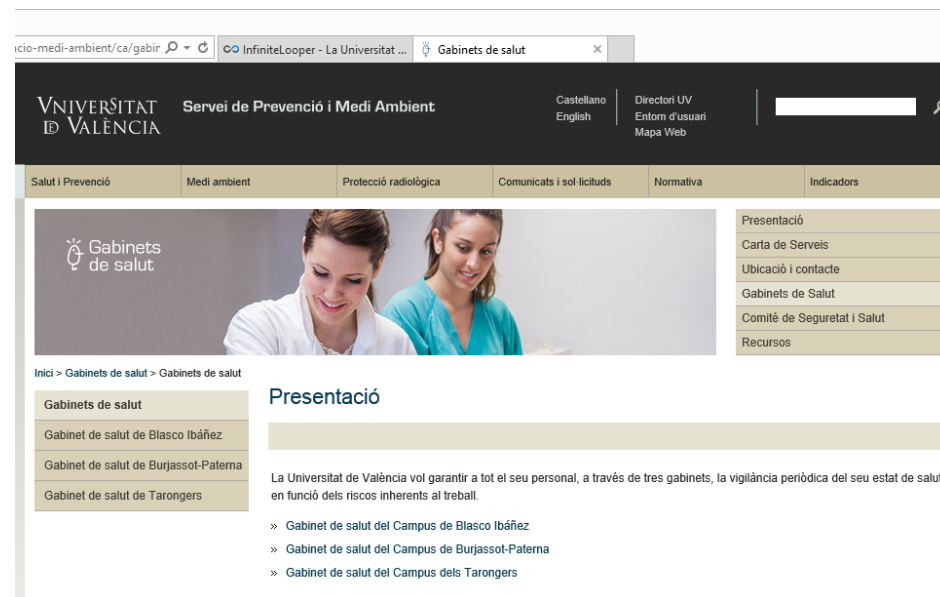 cio-medi-ambient/ca/gabir
InfiniteLooper - La Universitat ...
Gabinets de salut
VNIVERSITAT
ID VALÈNCIA
Servei de Prevenció i Medi Ambient
Castellano
English
Directori UV
Entorn d'usuari
Mapa Web
Salut i Prevenció
Medi ambient
Protecció radiològica
Comunicats i sol·licituds
Normativa
Indicadors
Gabinets
de salut
Presentació
Carta de Serveis
Ubicació i contacte
Gabinets de Salut
Comité de Seguretat i Salut
Recursos
Inici > Gabinets de salut > Gabinets de salut
Gabinets de salut
Gabinet de salut de Blasco Ibáñez
Gabinet de salut de Burjassot-Paterna
Gabinet de salut de Tarongers
Presentació
La Universitat de València vol garantir a tot el seu personal, a través de tres gabinets, la vigilància periòdica del seu estat de salut
en funció dels riscos inherents al treball.
» Gabinet de salut del Campus de Blasco Ibáñez
» Gabinet de salut del Campus de Burjassot-Paterna
» Gabinet de salut del Campus dels Tarongers